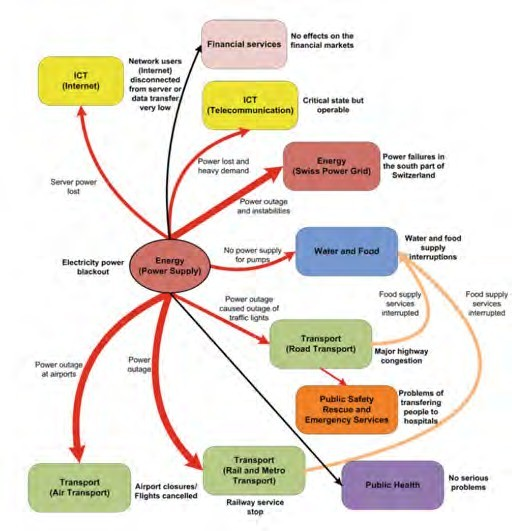 Financial services
No effects on the
financial markets
ICT
(Internet)
Network users
(Internet)
disconnected
from server or
data transfer
very low
ICT
(Telecommunication)
Critical state but
operable
Power lost and
heavy demand
Energy
(Swiss Power Grid)
Power failures in
the south part of
Switzerland
Server power
lost
Power outage
and instabilities
Electricity power
blackout
Energy
(Power Supply)
No power supply
for pumps
Water and Food
Water and food
supply
interruptions
Power outage
caused outage of
traffic lights
Food supply
services
interrupted
Food supply
services
interrupted
Transport
(Road Transport)
Major highway
congestion
Power outage
at airports
Power
outage
Public Safety
Rescue and
Emergency Services
Problems of
transfering
people to
hospitals
Transport
(Air Transport)
Airport closures/
Flights cancelled
Transport
(Rail and Metro
Transport)
Railway service
stop
Public Health
No serious
problems